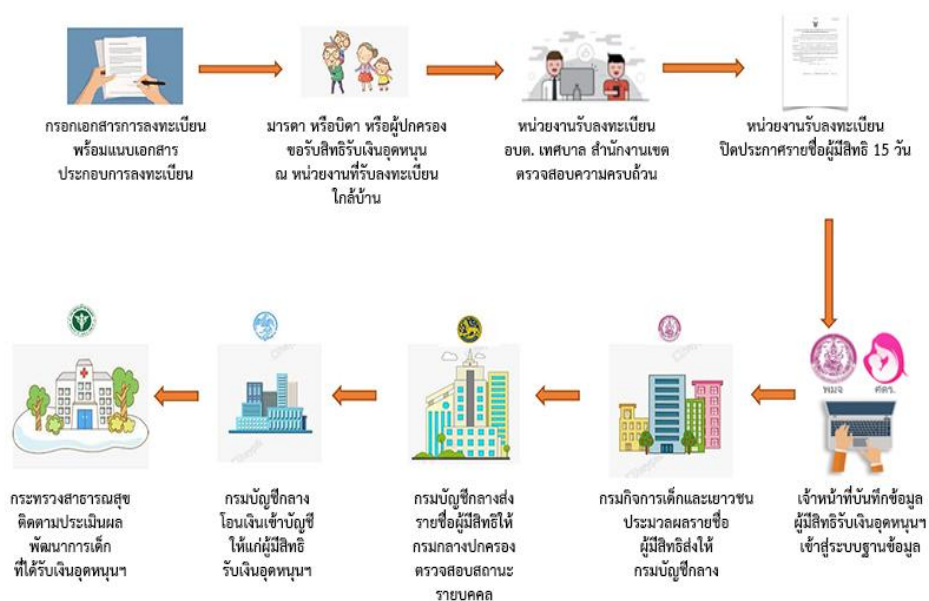 กรอกเอกสารการลงทะเบียน
พร้อมแนบเอกสาร
ประกอบการลงทะเบียน
มารดา หรือบิดา หรือผู้ปกครอง
ขอรับสิทธิรับเงินอุดหนุน
ณ หน่วยงานที่รับลงทะเบียน
ใกล้บ้าน
หน่วยงานรับลงทะเบียน
อบต. เทศบาล สำนักงานเขต
ตรวจสอบความครบถ้วน
หน่วยงานรับลงทะเบียน
ปิดประกาศรายชื่อผู้มีสิทธิ 15 วัน
พมจ
ศดร.
เจ้าหน้าที่บันทึกข้อมูล
ผู้มีสิทธิรับเงินอุดหนุนฯ
เข้าสู่ระบบฐานข้อมูล
กรมกิจการเด็กและเยาวชน
ประมวลผลรายชื่อ
ผู้มีสิทธิส่งให้
กรมบัญชีกลาง
กรมบัญชีกลางส่ง
รายชื่อผู้มีสิทธิให้
กรมกลางปกครอง
ตรวจสอบสถานะ
รายบุคคล
กรมบัญชีกลาง
โอนเงินเข้าบัญชี
ให้แก่ผู้มีสิทธิ
รับเงินอุดหนุนฯ
กระทรวงสาธารณสุข
ติดตามประเมินผล
พัฒนาการเด็ก
ที่ได้รับเงินอุดหนุนฯ